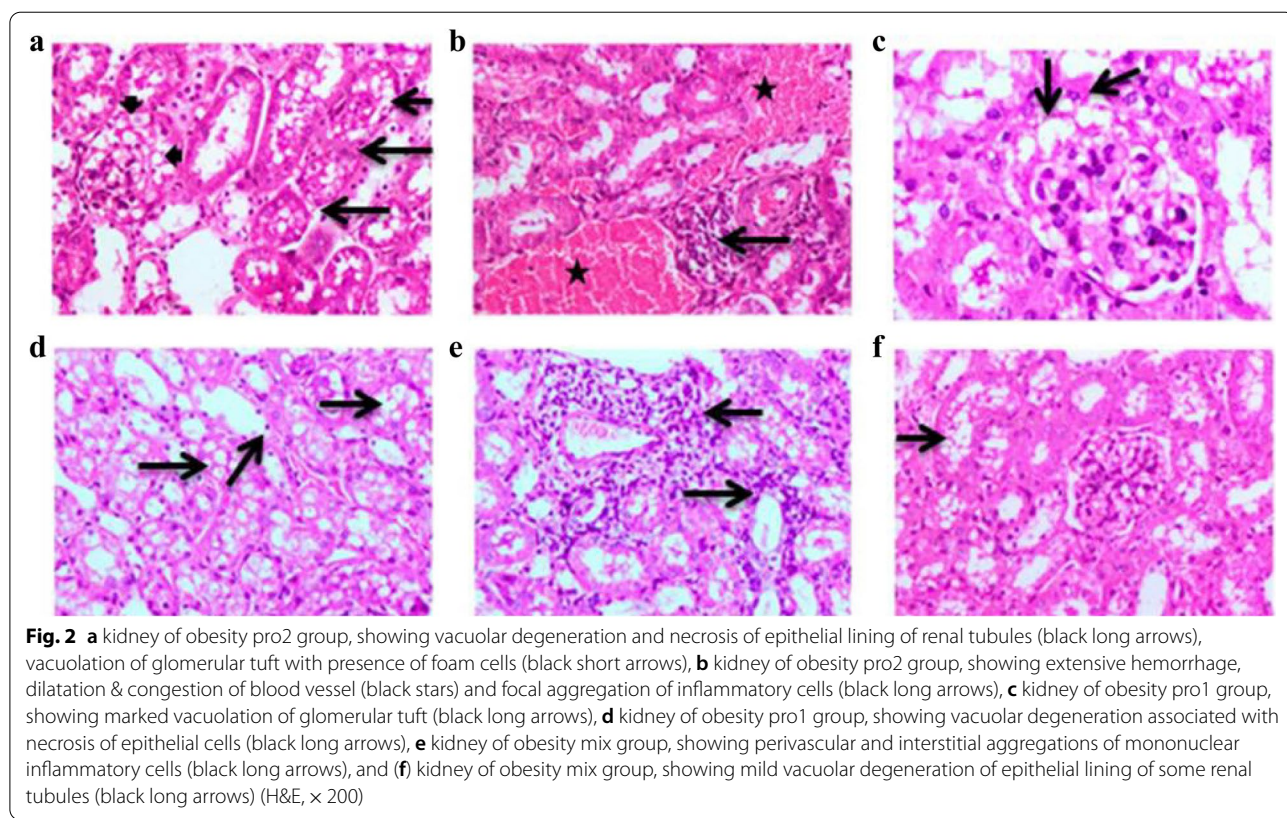 a
b
c
d
e
f
Fig. 2 a kidney of obesity pro2 group, showing vacuolar degeneration and necrosis of epithelial lining of renal tubules (black long arrows),
vacuolation of glomerular tuft with presence of foam cells (black short arrows), b kidney of obesity pro2 group, showing extensive hemorrhage,
dilatation & congestion of blood vessel (black stars) and focal aggregation of inflammatory cells (black long arrows), c kidney of obesity pro1 group,
showing marked vacuolation of glomerular tuft (black long arrows), d kidney of obesity pro1 group, showing vacuolar degeneration associated with
necrosis of epithelial cells (black long arrows), e kidney of obesity mix group, showing perivascular and interstitial aggregations of mononuclear
inflammatory cells (black long arrows), and (f) kidney of obesity mix group, showing mild vacuolar degeneration of epithelial lining of some renal
tubules (black long arrows) (H&E, × 200)